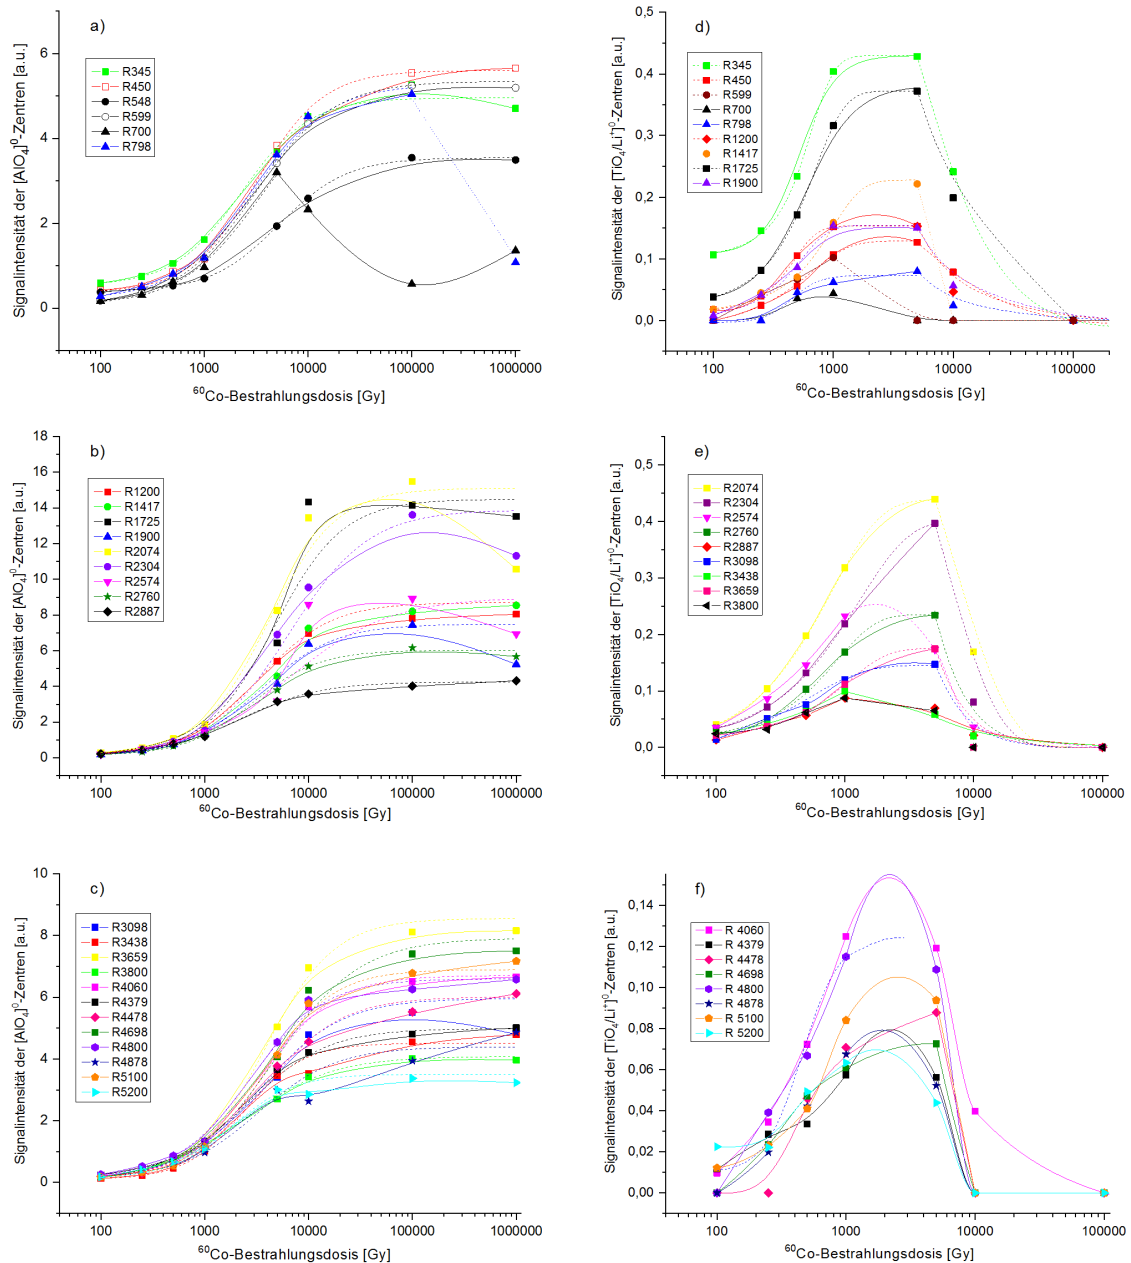 a)
Signalintensität der [AlO₄]⁰-Zentren [a.u.]
6
4
2
0
R345
R450
R548
R599
R700
R798
100
1000
10000
100000
1000000
⁶⁰Co-Bestrahlungsdosis [Gy]
d)
Signalintensität der [TiO₄/Li⁺]⁰-Zentren [a.u.]
0,5
0,4
0,3
0,2
0,1
0,0
R345
R450
R599
R700
R798
R1200
R1417
R1725
R1900
100
1000
10000
100000
⁶⁰Co-Bestrahlungsdosis [Gy]
b)
Signalintensität der [AlO₄]⁰-Zentren [a.u.]
18
16
14
12
10
8
6
4
2
0
R1200
R1417
R1725
R1900
R2074
R2304
R2574
R2760
R2887
100
1000
10000
100000
1000000
⁶⁰Co-Bestrahlungsdosis [Gy]
e)
Signalintensität der [TiO₄/Li⁺]⁰-Zentren [a.u.]
0,5
0,4
0,3
0,2
0,1
0,0
R2074
R2304
R2574
R2760
R2887
R3098
R3438
R3659
R3800
100
1000
10000
100000
⁶⁰Co-Bestrahlungsdosis [Gy]
c)
Signalintensität der [AlO₄]⁰-Zentren [a.u.]
10
8
6
4
2
0
R3098
R3438
R3659
R3800
R4060
R4379
R4478
R4698
R4800
R4878
R5100
R5200
100
1000
10000
100000
1000000
⁶⁰Co-Bestrahlungsdosis [Gy]
f)
Signalintensität der [TiO₄/Li⁺]⁰-Zentren [a.u.]
0,14
0,12
0,10
0,08
0,06
0,04
0,02
0,00
R 4060
R 4379
R 4478
R 4698
R 4800
R 4878
R 5100
R 5200
100
1000
10000
100000
⁶⁰Co-Bestrahlungsdosis [Gy]